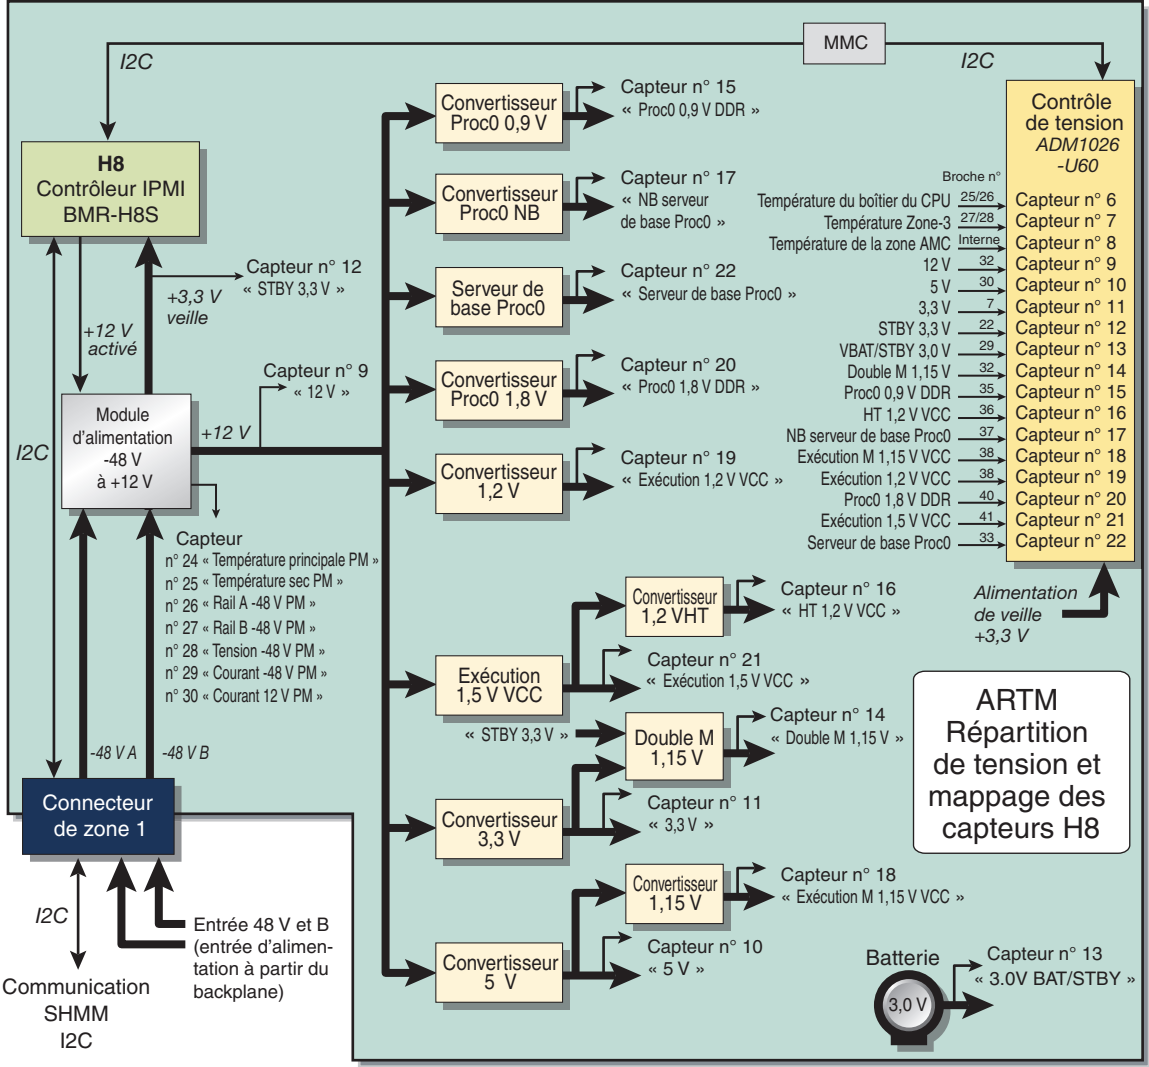 MMC
I2C
I2C
H8
Contrôleur IPMI
BMR-H8S
Capteur n° 12
« STBY 3,3 V »
+3,3 V
veille
+12 V
activé
Capteur n° 9
« 12 V »
Module
d'alimentation
-48 V
à +12 V
+12 V
I2C
Capteur
n° 24 « Température principale PM »
n° 25 « Température sec PM »
n° 26 « Rail A -48 V PM »
n° 27 « Rail B -48 V PM »
n° 28 « Tension -48 V PM »
n° 29 « Courant -48 V PM »
n° 30 « Courant 12 V PM »
-48 V A
-48 V B
Connecteur
de zone 1
I2C
Entrée 48 V et B
(entrée d'alimen-
tation à partir du
backplane)
Communication
SHMM
I2C
Convertisseur
Proc0 0,9 V
Capteur n° 15
« Proc0 0,9 V DDR »
Convertisseur
Proc0 NB
Capteur n° 17
« NB serveur
de base Proc0 »
Serveur de
base Proc0
Capteur n° 22
« Serveur de base Proc0 »
Convertisseur
Proc0 1,8 V
Capteur n° 20
« Proc0 1,8 V DDR »
Convertisseur
1,2 V
Capteur n° 19
« Exécution 1,2 V VCC »
Convertisseur
1,2 VHT
Capteur n° 16
« HT 1,2 V VCC »
Exécution
1,5 V VCC
Capteur n° 21
« Exécution 1,5 V VCC »
« STBY 3,3 V »
Double M
1,15 V
Capteur n° 14
« Double M 1,15 V »
Convertisseur
3,3 V
Capteur n° 11
« 3,3 V »
Convertisseur
1,15 V
Capteur n° 18
« Exécution M 1,15 V VCC »
Convertisseur
5 V
Capteur n° 10
« 5 V »
Contrôle
de tension
ADM1026
-U60
Broche n°
Température du boîtier du CPU 25/26 Capteur n° 6
Température Zone-3 27/28 Capteur n° 7
Température de la zone AMC Interne Capteur n° 8
12 V 32 Capteur n° 9
5 V 30 Capteur n° 10
3,3 V 7 Capteur n° 11
STBY 3,3 V 22 Capteur n° 12
VBAT/STBY 3,0 V 29 Capteur n° 13
Double M 1,15 V 32 Capteur n° 14
Proc0 0,9 V DDR 35 Capteur n° 15
HT 1,2 V VCC 36 Capteur n° 16
NB serveur de base Proc0 37 Capteur n° 17
Exécution M 1,15 V VCC 38 Capteur n° 18
Exécution 1,2 V VCC 38 Capteur n° 19
Proc0 1,8 V DDR 40 Capteur n° 20
Exécution 1,5 V VCC 41 Capteur n° 21
Serveur de base Proc0 33 Capteur n° 22
Alimentation
de veille
+3,3 V
ARTM
Répartition
de tension et
mappage des
capteurs H8
Batterie
3,0 V
Capteur n° 13
« 3.0V BAT/STBY »